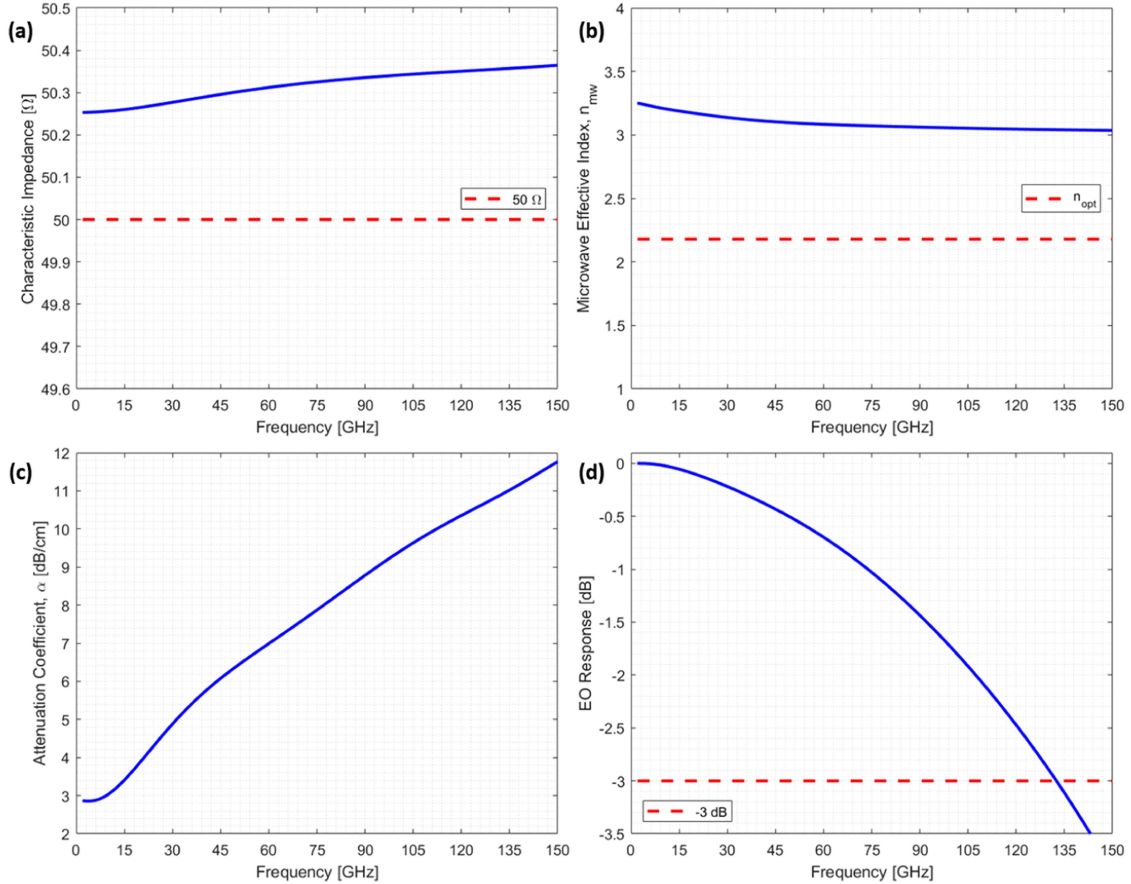 (a)
50.5
50.4
50.3
50.2
50.1
50
49.9
49.8
49.7
49.6
Characteristic Impedance [Ω]
50 Ω
0 15 30 45 60 75 90 105 120 135 150
Frequency [GHz]
(b)
4
3.5
3
2.5
2
1.5
1
Microwave Effective Index, n_mw
n_opt
0 15 30 45 60 75 90 105 120 135 150
Frequency [GHz]
(c)
12
11
10
9
8
7
6
5
4
3
2
Attenuation Coefficient, α [dB/cm]
0 15 30 45 60 75 90 105 120 135 150
Frequency [GHz]
(d)
0
-0.5
-1
-1.5
-2
-2.5
-3
-3.5
EO Response [dB]
-3 dB
0 15 30 45 60 75 90 105 120 135 150
Frequency [GHz]